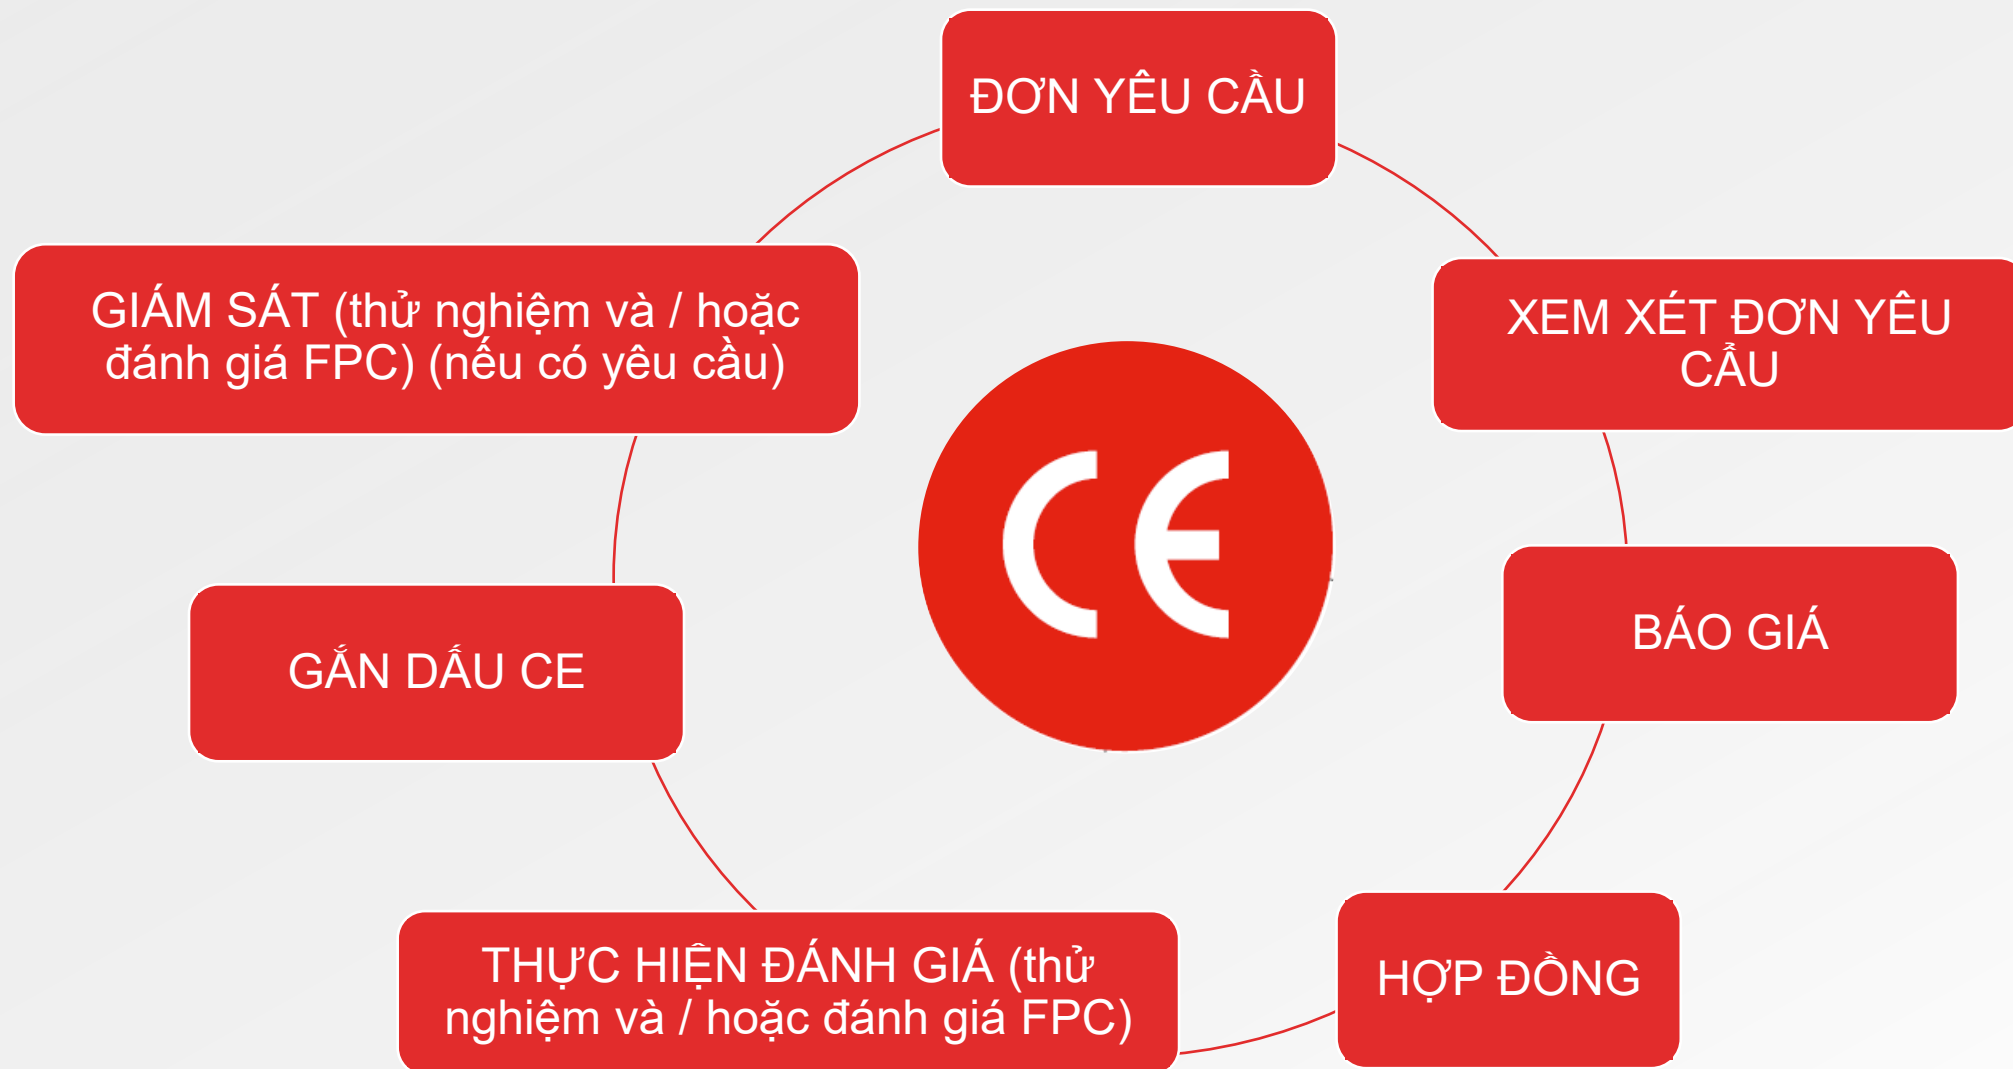 ĐƠN YÊU CẦU
XEM XÉT ĐƠN YÊU
CẨU
BÁO GIÁ
HỢP ĐỒNG
THỰC HIỆN ĐÁNH GIÁ (thử
nghiệm và / hoặc đánh giá FPC)
GẮN DẤU CE
GIÁM SÁT (thử nghiệm và / hoặc
đánh giá FPC) (nếu có yêu cầu)
CE